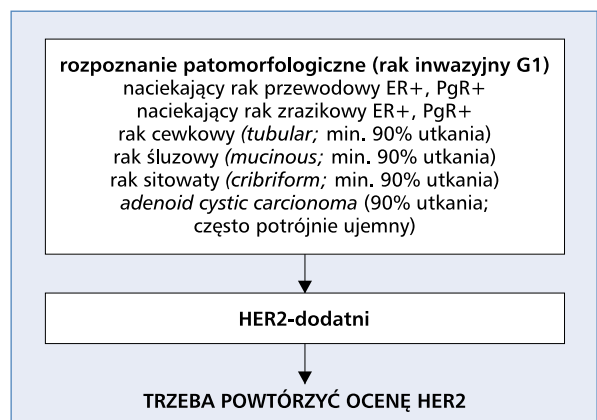 rozpoznanie patomorfologiczne (rak inwazyjny G1)
naciekający rak przewodowy ER+, PgR+
naciekający rak zrazikowy ER+, PgR+
rak cewkowy (tubular; min. 90% utkania)
rak śluzowy (mucinous; min. 90% utkania)
rak sitowaty (cribriform; min. 90% utkania)
adenoid cystic carcionoma (90% utkania;
często potrójnie ujemny)
HER2-dodatni
TRZEBA POWTÓRZYĆ OCENĘ HER2